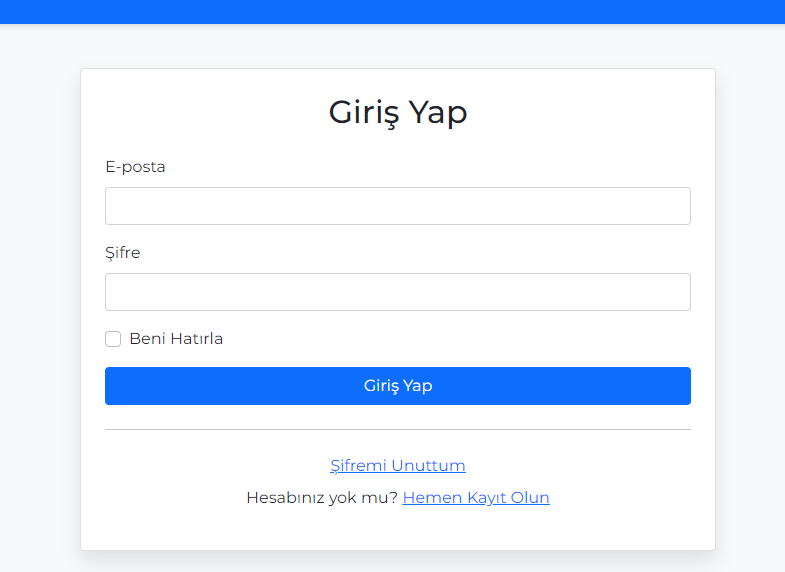 Giriş Yap
E-posta
Şifre
Beni Hatırla
Giriş Yap
Şifremi Unuttum
Hesabınız yok mu? Hemen Kayıt Olun